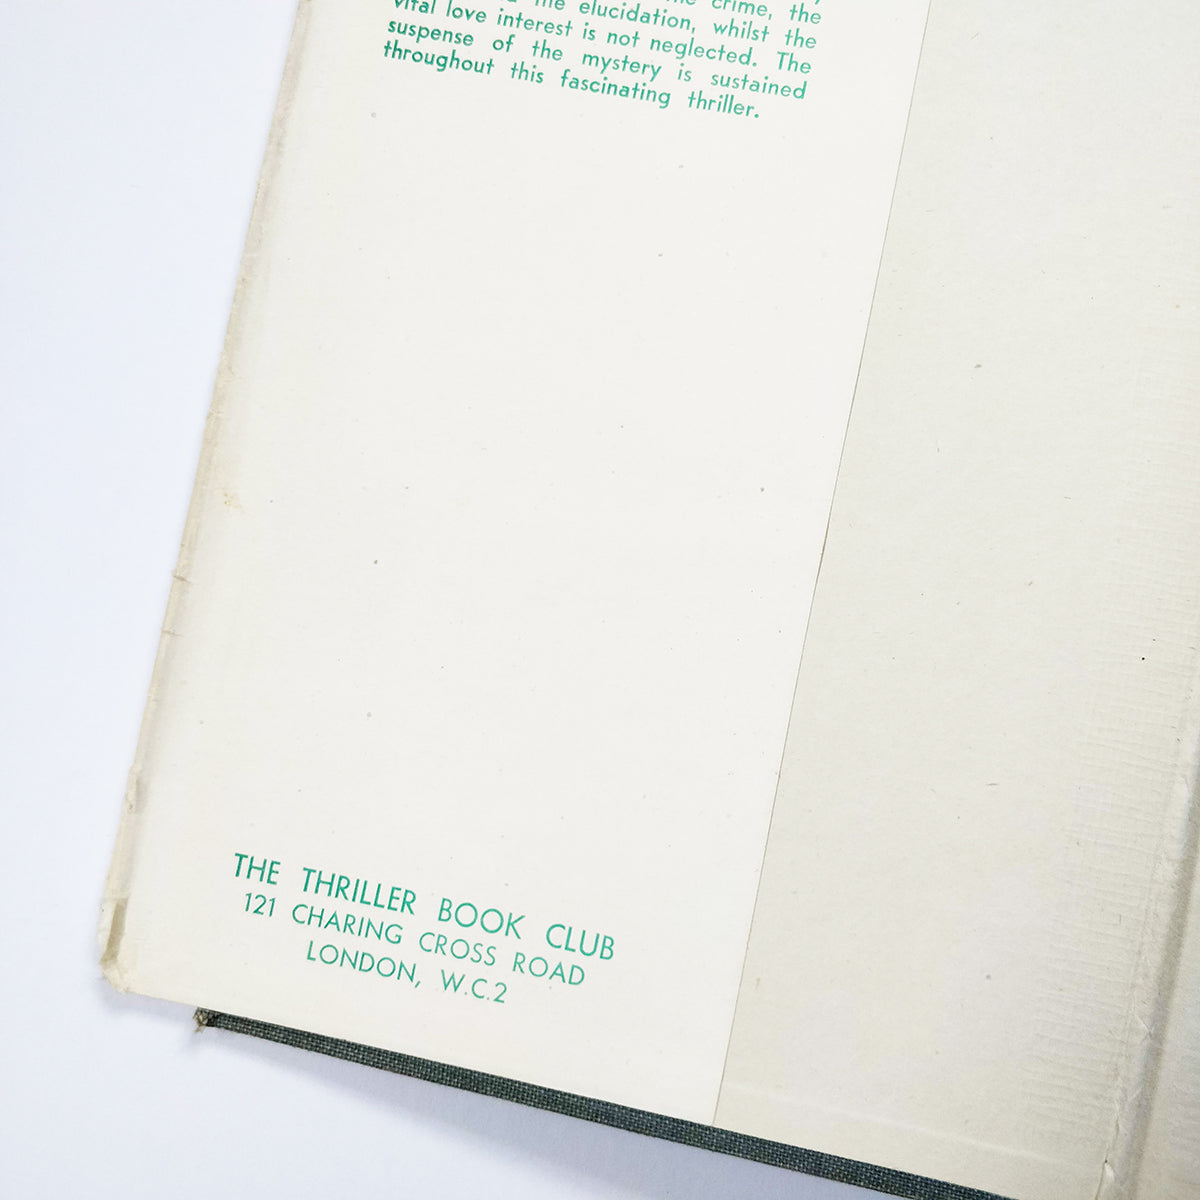 crime, the
the elucidation, whilst the
vital love interest is not neglected. The
suspense of the mystery is sustained
throughout this fascinating thriller.
THE THRILLER BOOK CLUB
121 CHARING CROSS ROAD
LONDON, W.C.2